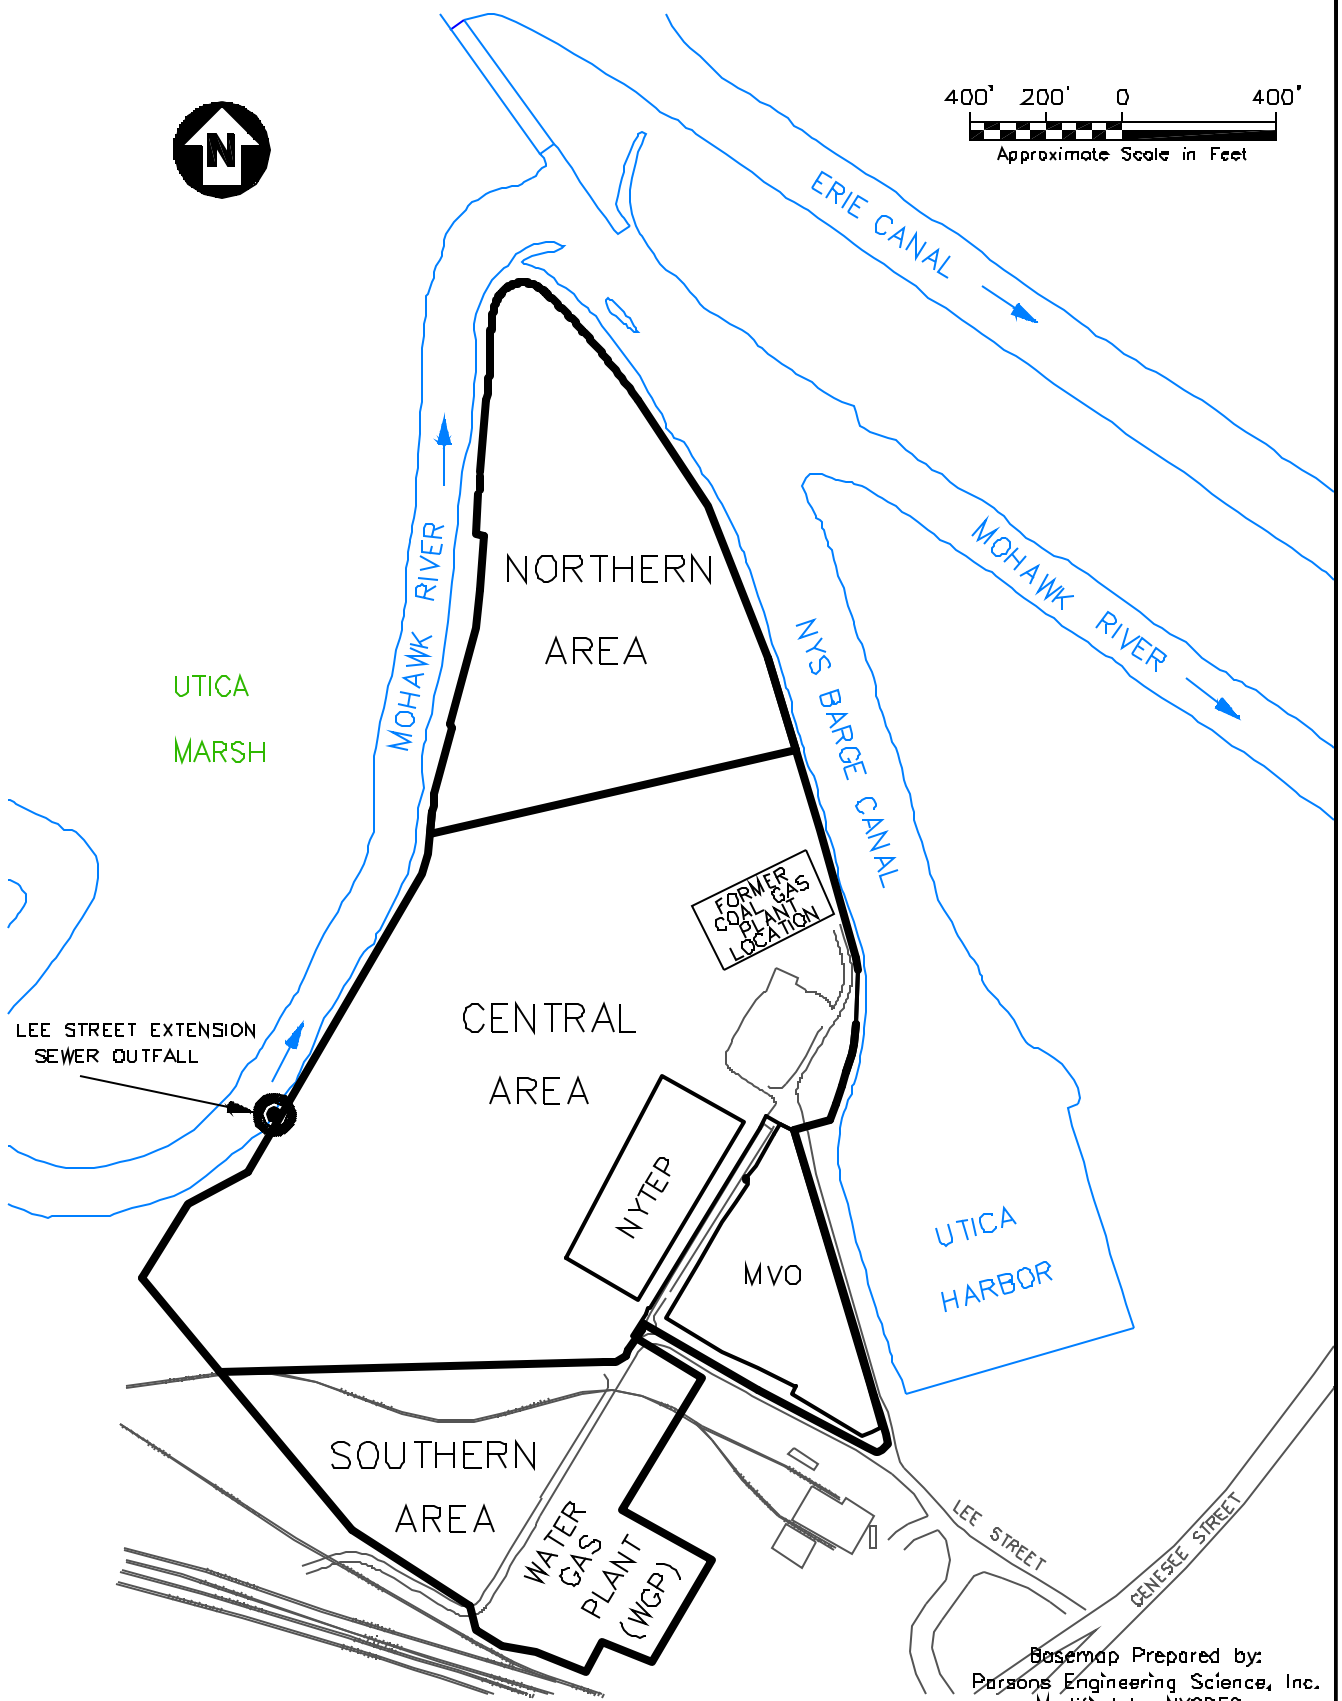 400' 200' 0 400'
Approximate Scale in Feet
N
ERIE CANAL
MOHAWK RIVER
MOHAWK RIVER
NORTHERN
AREA
NYS BARGE CANAL
UTICA
MARSH
FORMER
COAL GAS
PLANT
LOCATION
CENTRAL
AREA
LEE STREET EXTENSION
SEWER OUTFALL
NYTEP
MVO
UTICA
HARBOR
SOUTHERN
AREA
WATER
GAS
PLANT
(WGP)
LEE STREET
GENESEE STREET
Basemap Prepared by:
Parsons Engineering Science, Inc.